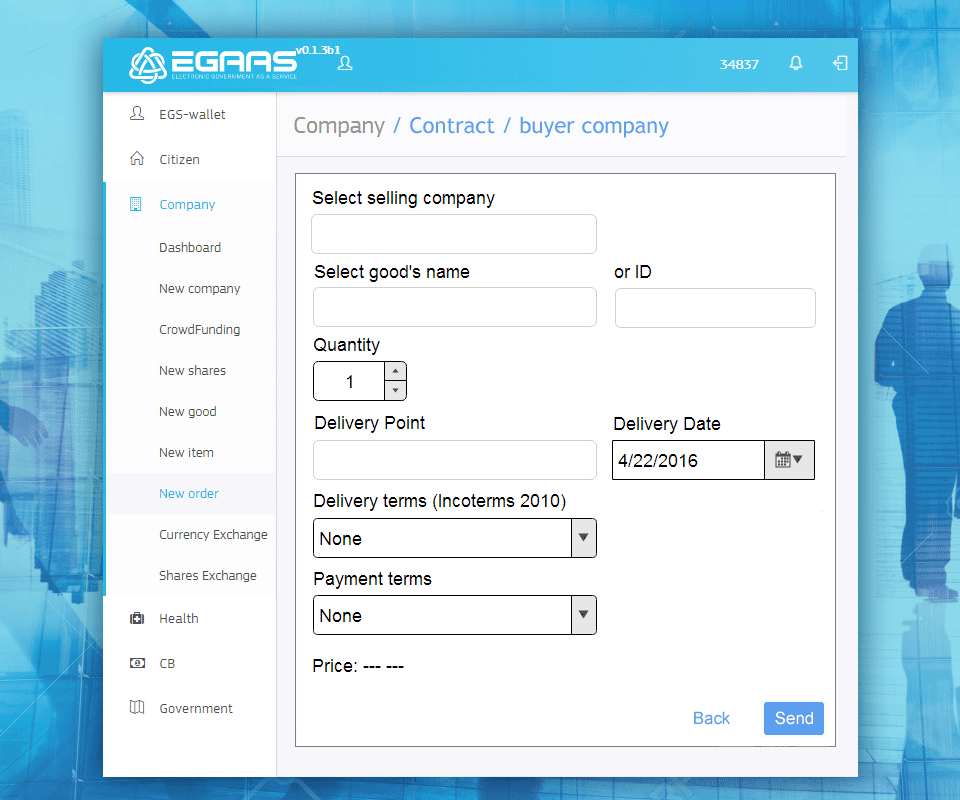 EGAAS v0.1.3b1
ELECTRONIC GOVERNMENT AS A SERVICE
34837
EGS-wallet
Citizen
Company
Dashboard
New company
CrowdFunding
New shares
New good
New item
New order
Currency Exchange
Shares Exchange
Health
CB
Government
Company / Contract / buyer company
Select selling company
Select good's name or ID
Quantity
1
Delivery Point Delivery Date
4/22/2016
Delivery terms (Incoterms 2010)
None
Payment terms
None
Price: --- ---
Back Send